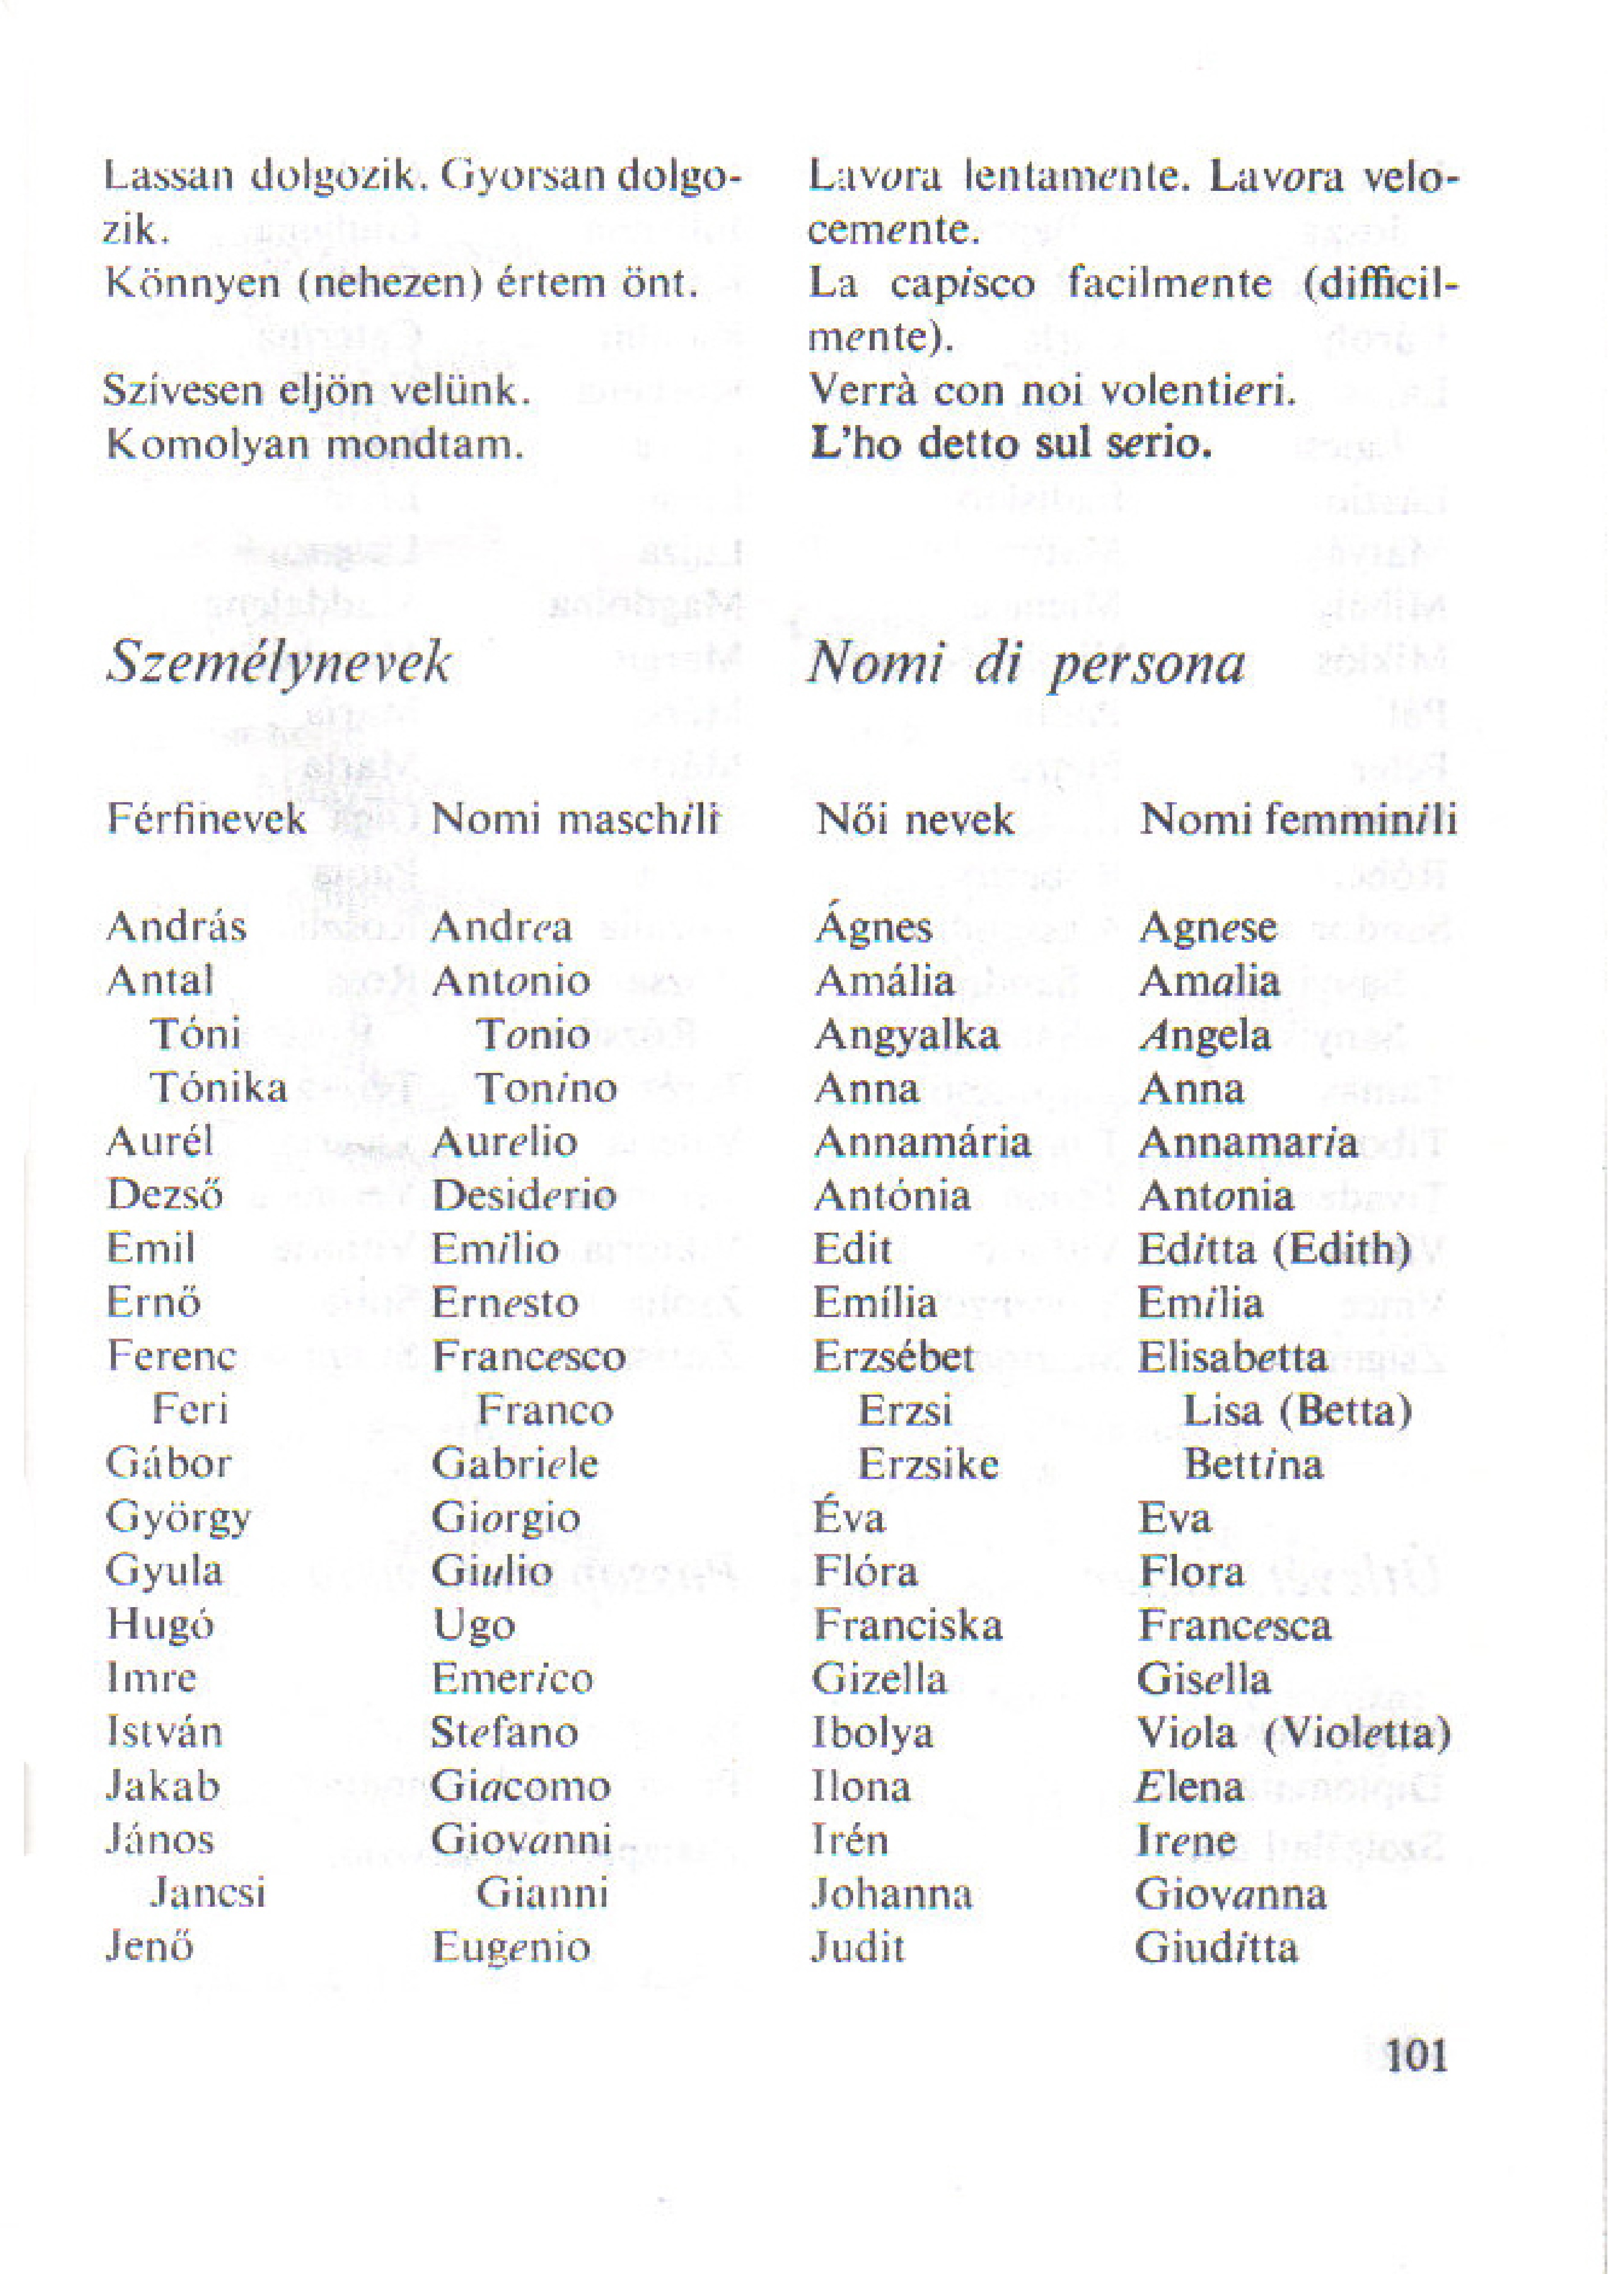 Lassan dolgozik. Gyorsan dolgo-
zik.
Könnyen (nehezen) értem önt.
Szívesen eljön velünk.
Komolyan mondtam.
Lavora lentamente. Lavora velo-
cemente.
La capisco facilmente (difficil-
mente).
Verrà con noi volentieri.
L'ho detto sul serio.
Személynevek
Nomi di persona
Férfinevek Nomi maschili
András Andrea
Antal Antonio
Tóni Tonio
Tónika Tonino
Aurél Aurelio
Dezső Desiderio
Emil Emilio
Ernő Ernesto
Ferenc Francesco
Feri Franco
Gábor Gabriele
György Giorgio
Gyula Giulio
Hugó Ugo
Imre Emerico
István Stefano
Jakab Giacomo
János Giovanni
Jancsi Gianni
Jenő Eugenio
Női nevek Nomi femminili
Ágnes Agnese
Amália Amalia
Angyalka Angela
Anna Anna
Annamária Annamaria
Antónia Antonia
Edit Editta (Edith)
Emília Emilia
Erzsébet Elisabetta
Erzsi Lisa (Betta)
Erzsike Bettina
Éva Eva
Flóra Flora
Franciska Francesca
Gizella Gisella
Ibolya Viola (Violetta)
Ilona Elena
Irén Irene
Johanna Giovanna
Judit Giuditta
101